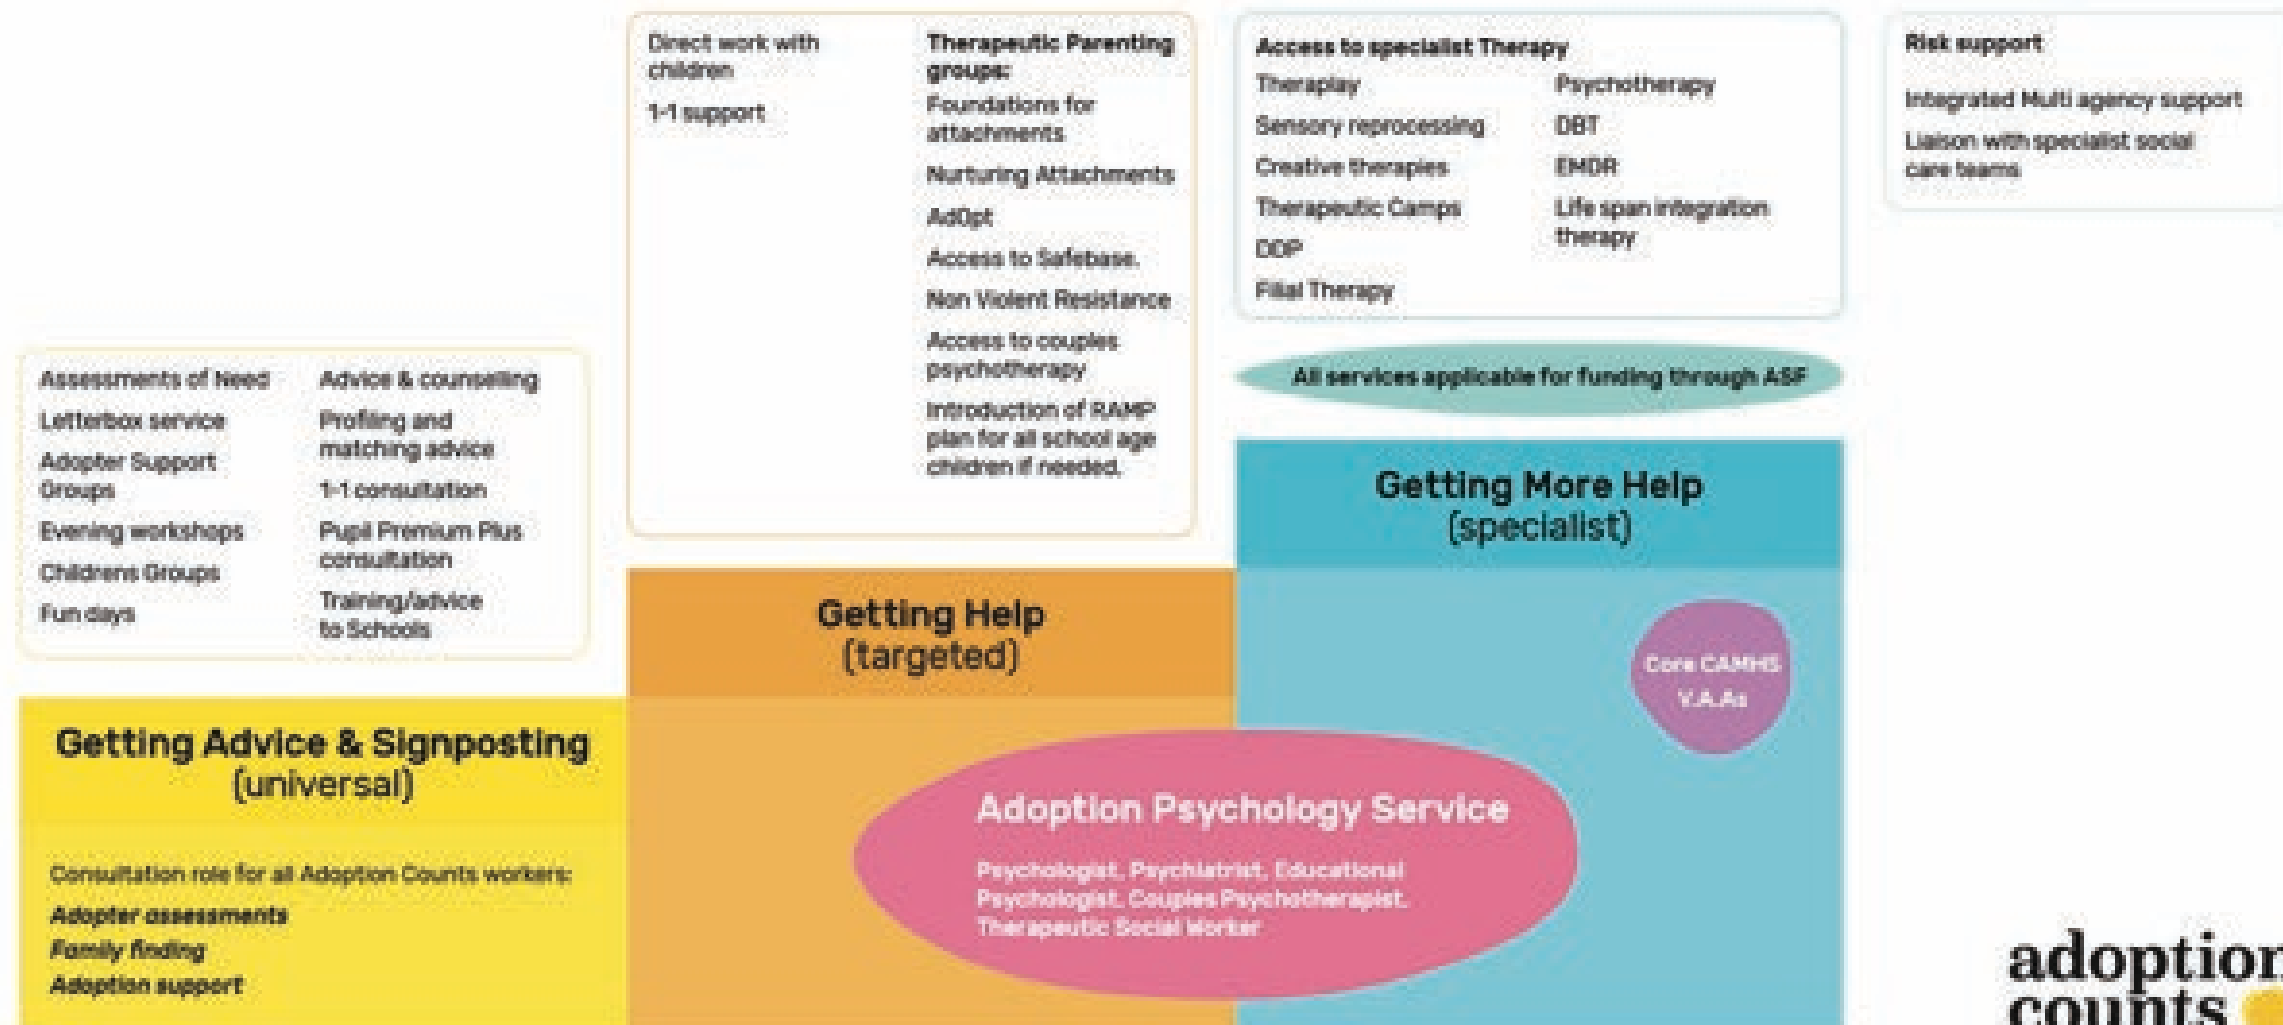 Direct work with
children
1-1 support
Therapeutic Parenting
groups:
Foundations for
attachments
Nurturing Attachments
AdOpt
Access to Safebase.
Non Violent Resistance
Access to couples
psychotherapy
Introduction of RAMP
plan for all school age
children if needed.
Access to specialist Therapy
Theraplay
Sensory reprocessing
Creative therapies
Therapeutic Camps
DDP
Filial Therapy
Psychotherapy
DBT
EMDR
Life span integration
therapy
Risk support
Integrated Multi agency support
Liaison with specialist social
care teams
Assessments of Need
Letterbox service
Adopter Support
Groups
Evening workshops
Childrens Groups
Fun days
Advice & counselling
Profiling and
matching advice
1-1 consultation
Pupil Premium Plus
consultation
Training/advice
to Schools
All services applicable for funding through ASF
Getting More Help
(specialist)
Getting Help
(targeted)
Core CAMHS
V.A.As
Getting Advice & Signposting
(universal)
Adoption Psychology Service
Psychologist, Psychiatrist, Educational
Psychologist, Couples Psychotherapist,
Therapeutic Social Worker
Consultation role for all Adoption Counts workers:
Adopter assessments
Family finding
Adoption support
adoption
counts